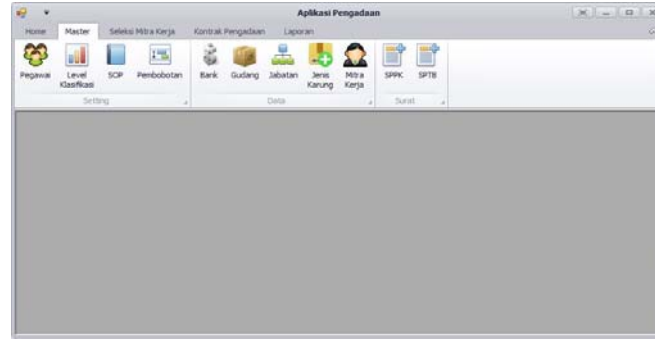 Aplikasi Pengadaan
Home Master Seleksi Mitra Kerja Kontrak Pengadaan Laporan
Pegawai Level Klasifikasi SOP Pembobotan Bank Gudang Jabatan Jenis Karung Mitra Kerja SPPK SPTB
Setting Data Surat